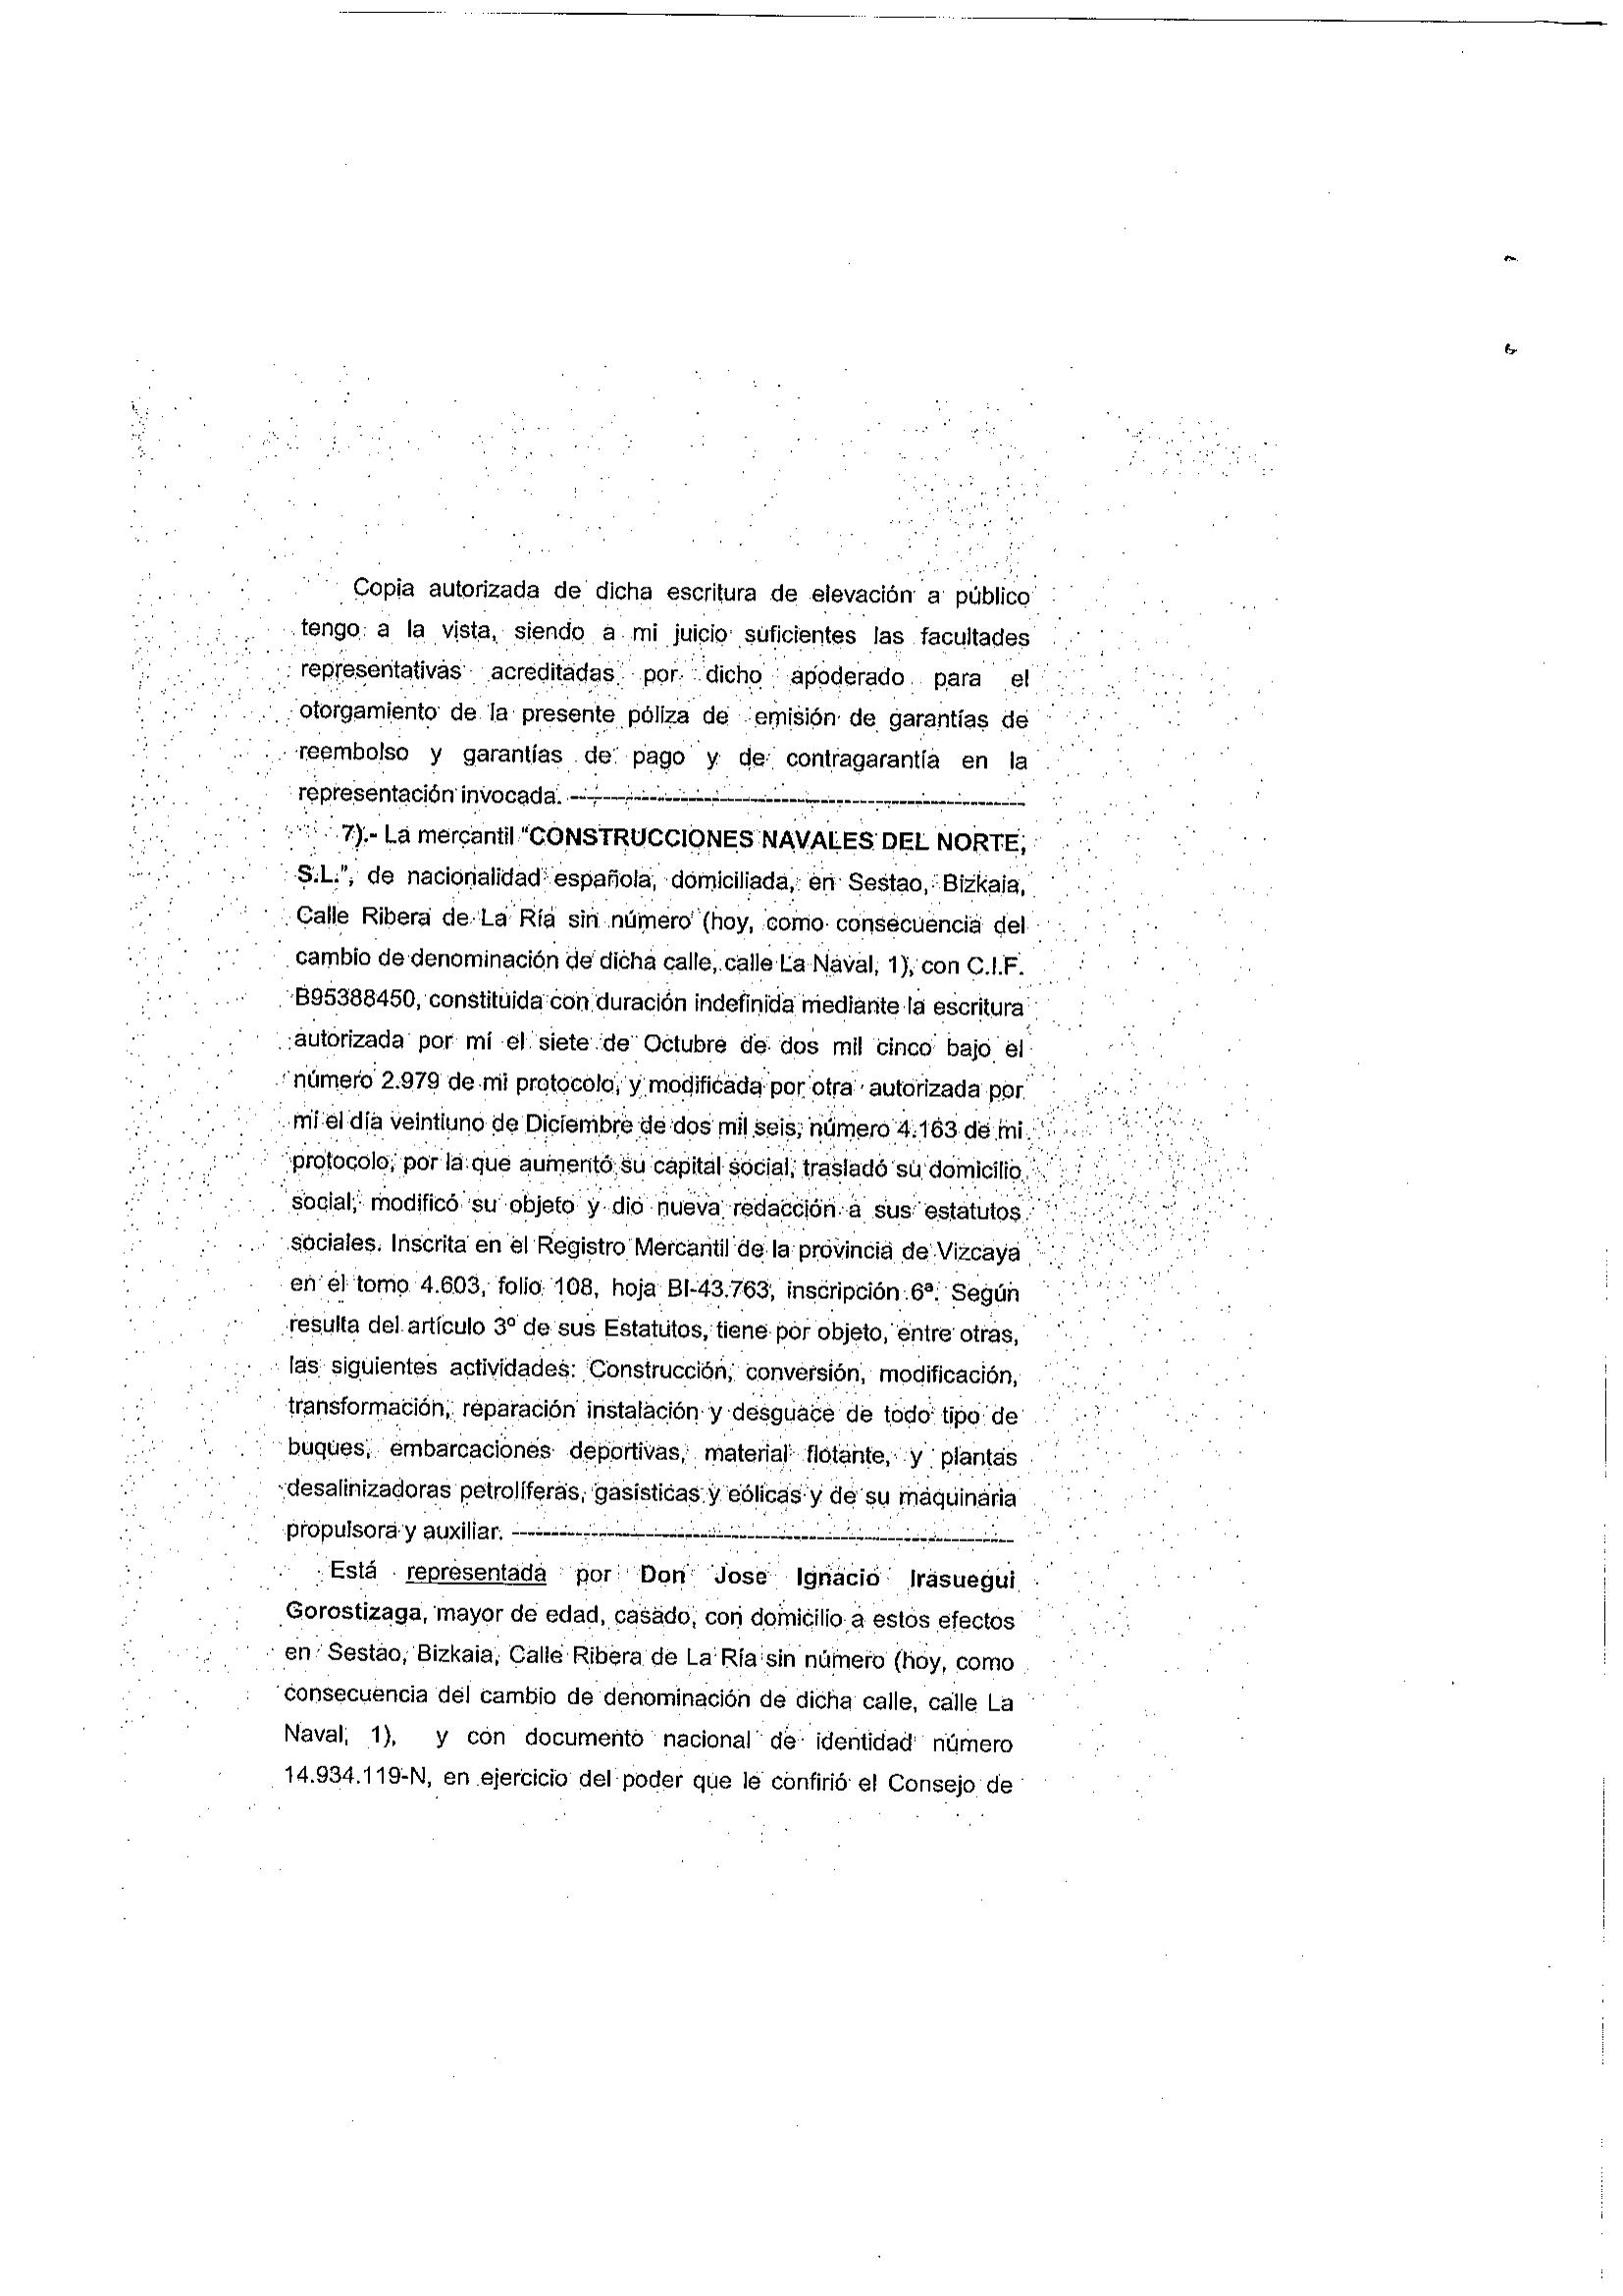 Copia autorizada de dicha escritura de elevación a público
tengo a la vista, siendo a mi juicio suficientes las facultades
representativas acreditadas por dicho apoderado para el
otorgamiento de la presente póliza de emisión de garantías de
reembolso y garantías de pago y de contragarantía en la
representación invocada. ----------------------------------------
7).- La mercantil "CONSTRUCCIONES NAVALES DEL NORTE,
S.L.", de nacionalidad española, domiciliada, en Sestao, Bizkaia,
Calle Ribera de La Ría sin número (hoy, como consecuencia del
cambio de denominación de dicha calle, calle La Naval, 1), con C.I.F.
B95388450, constituida con duración indefinida mediante la escritura
autorizada por mí el siete de Octubre de dos mil cinco bajo el
número 2.979 de mi protocolo, y modificada por otra autorizada por
mí el día veintiuno de Diciembre de dos mil seis, número 4.163 de mi
protocolo, por la que aumentó su capital social, trasladó su domicilio
social, modificó su objeto y dio nueva redacción a sus estatutos
sociales. Inscrita en el Registro Mercantil de la provincia de Vizcaya
en el tomo 4.603, folio 108, hoja BI-43.763, inscripción 6ª. Según
resulta del artículo 3º de sus Estatutos, tiene por objeto, entre otras,
las siguientes actividades: Construcción, conversión, modificación,
transformación, reparación instalación y desguace de todo tipo de
buques, embarcaciones deportivas, material flotante, y plantas
desalinizadoras petrolíferas, gasísticas y eólicas y de su maquinaria
propulsora y auxiliar. ----------------------------------------
Está representada por Don Jose Ignacio Irasuegui
Gorostizaga, mayor de edad, casado, con domicilio a estos efectos
en Sestao, Bizkaia, Calle Ribera de La Ría sin número (hoy, como
consecuencia del cambio de denominación de dicha calle, calle La
Naval, 1), y con documento nacional de identidad número
14.934.119-N, en ejercicio del poder que le confirió el Consejo de